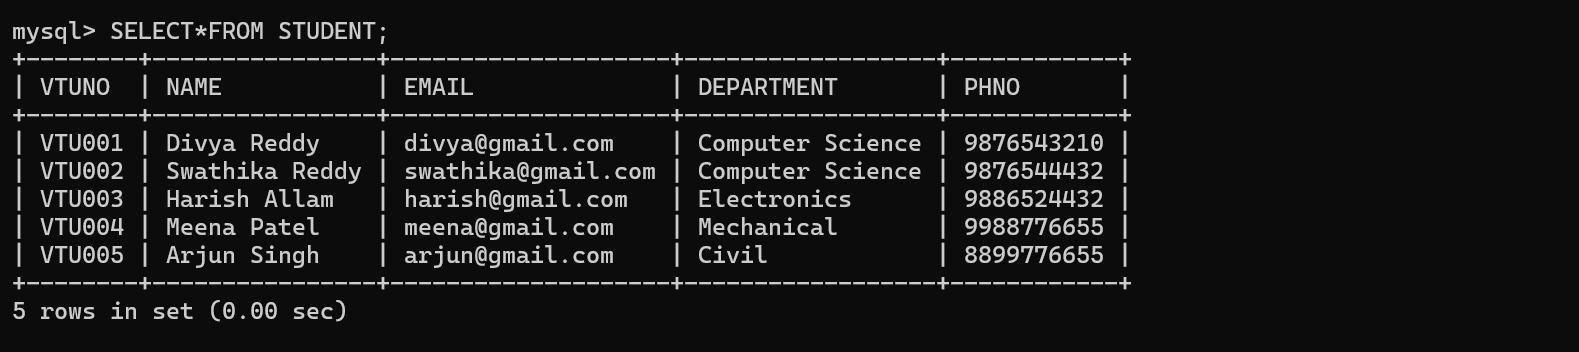 mysql> SELECT*FROM STUDENT;
+--------+----------------+--------------------+------------------+------------+
| VTUNO  | NAME           | EMAIL              | DEPARTMENT       | PHNO       |
+--------+----------------+--------------------+------------------+------------+
| VTU001 | Divya Reddy    | divya@gmail.com    | Computer Science | 9876543210 |
| VTU002 | Swathika Reddy | swathika@gmail.com | Computer Science | 9876544432 |
| VTU003 | Harish Allam   | harish@gmail.com   | Electronics      | 9886524432 |
| VTU004 | Meena Patel    | meena@gmail.com    | Mechanical       | 9988776655 |
| VTU005 | Arjun Singh    | arjun@gmail.com    | Civil            | 8899776655 |
+--------+----------------+--------------------+------------------+------------+
5 rows in set (0.00 sec)